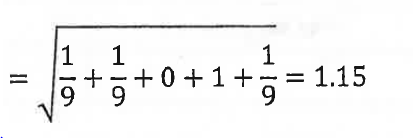 = √(1/9 + 1/9 + 0 + 1 + 1/9) = 1.15